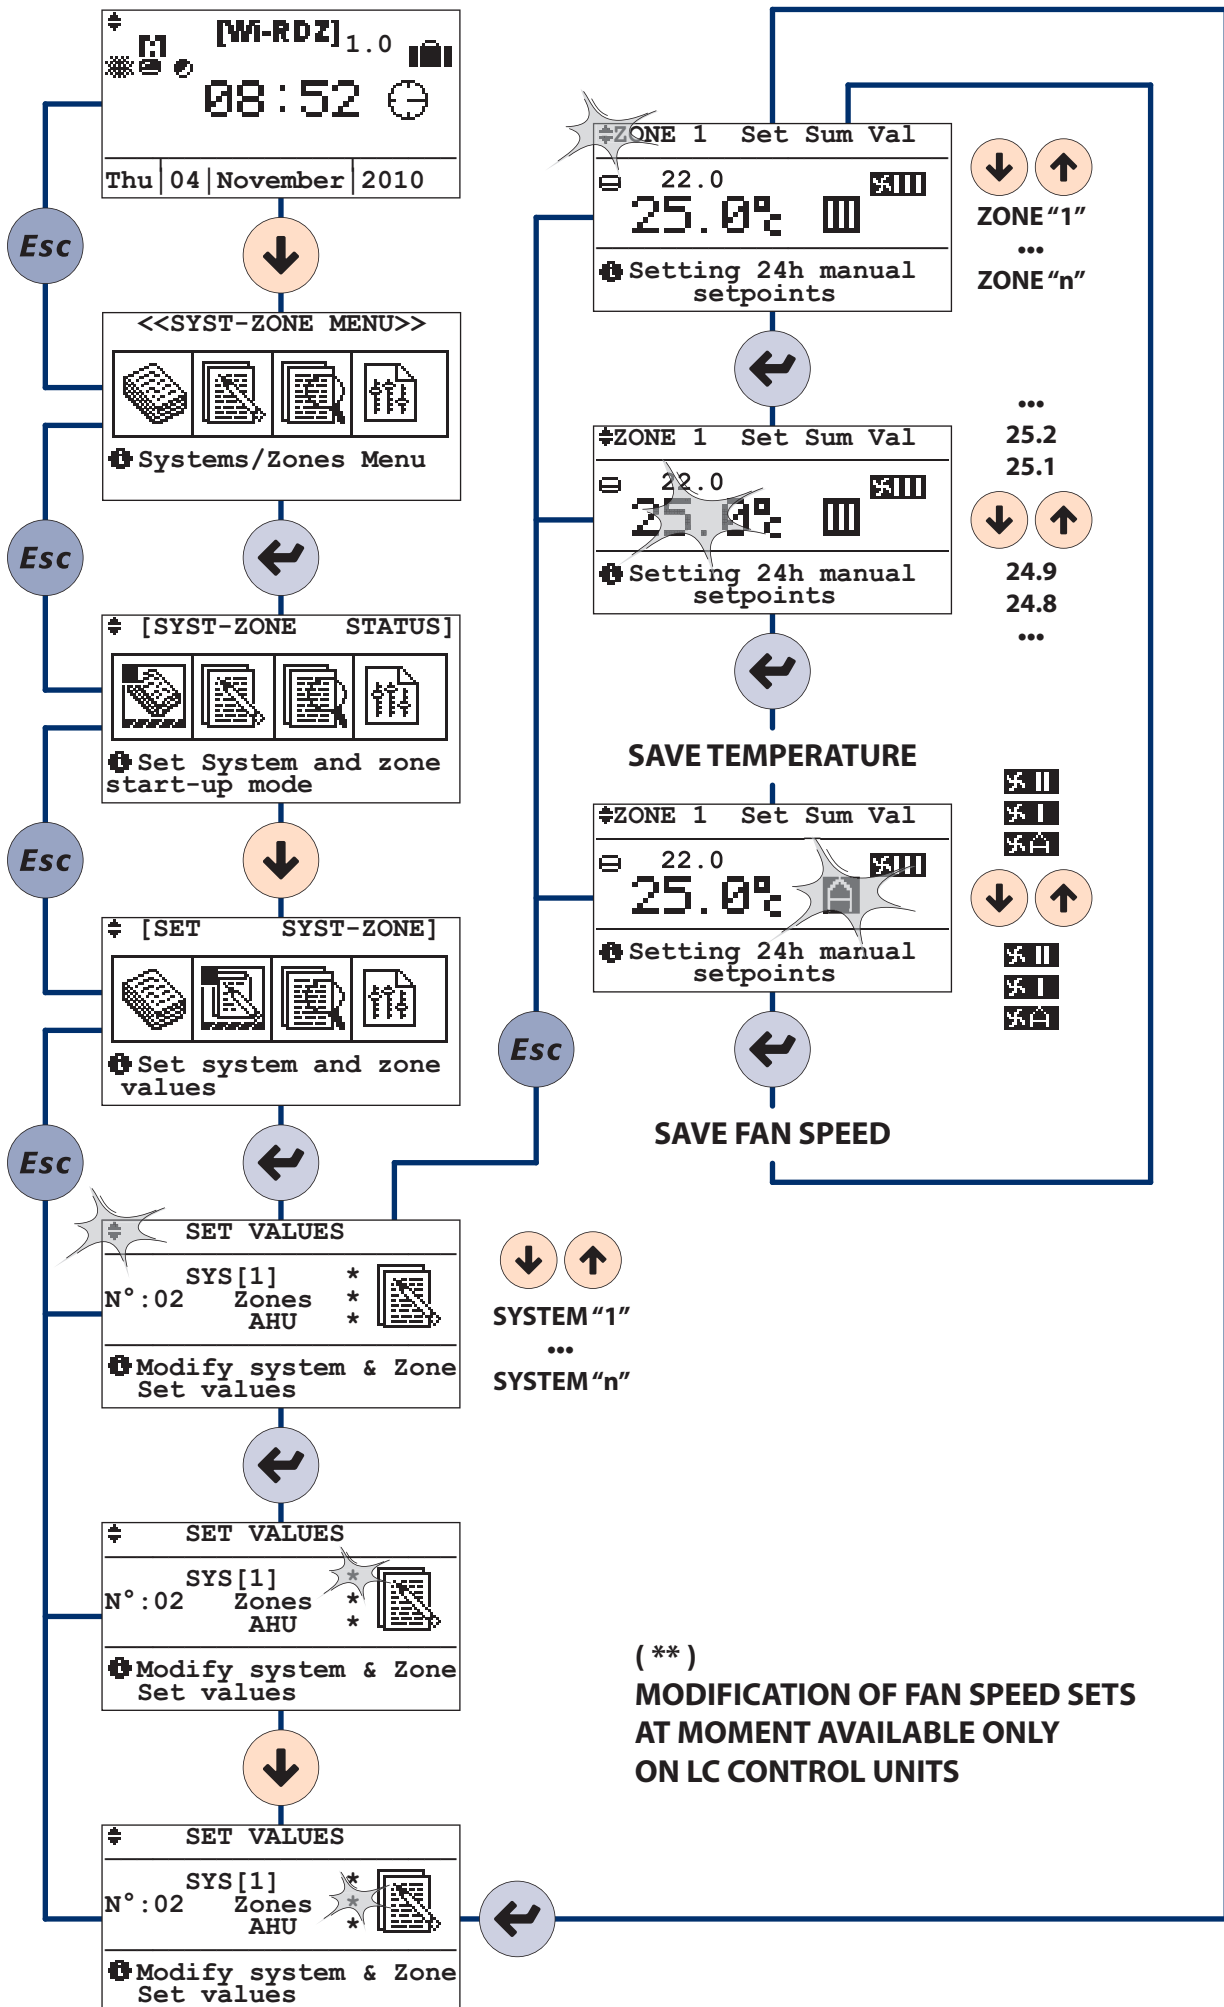 [Wi-RDZ] 1.0
08:52
Thu 04 November 2010
Esc
<<SYST-ZONE MENU>>
Systems/Zones Menu
Esc
[SYST-ZONE STATUS]
Set System and zone
start-up mode
Esc
[SET SYST-ZONE]
Set system and zone
values
Esc
SET VALUES
SYS[1] *
N°:02 Zones *
AHU *
Modify system & Zone
Set values
SYSTEM “1”
...
SYSTEM “n”
SET VALUES
SYS[1] *
N°:02 Zones *
AHU *
Modify system & Zone
Set values
SET VALUES
SYS[1] *
N°:02 Zones *
AHU *
Modify system & Zone
Set values
ZONE 1 Set Sum Val
22.0
25.0°C
Setting 24h manual
setpoints
ZONE “1”
...
ZONE “n”
ZONE 1 Set Sum Val
22.0
25.0°C
Setting 24h manual
setpoints
...
25.2
25.1
24.9
24.8
...
SAVE TEMPERATURE
ZONE 1 Set Sum Val
22.0
25.0°C A
Setting 24h manual
setpoints
II
I
A
II
I
A
Esc
SAVE FAN SPEED
( ** )
MODIFICATION OF FAN SPEED SETS
AT MOMENT AVAILABLE ONLY
ON LC CONTROL UNITS